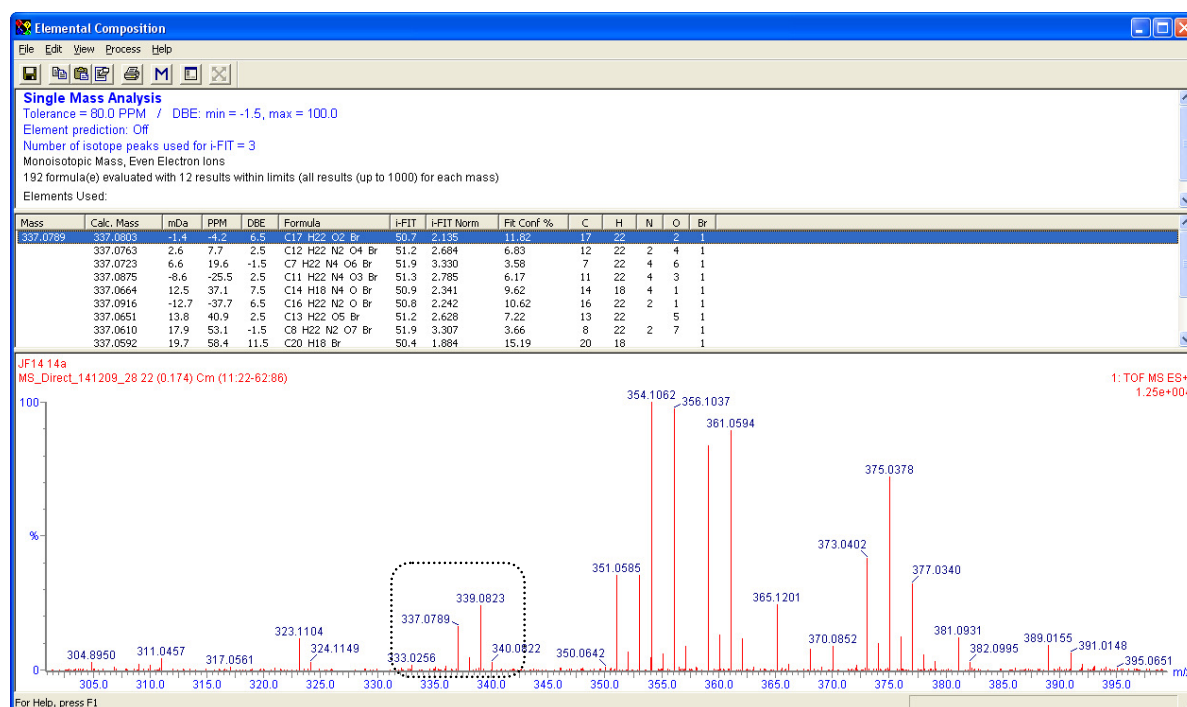 Elemental Composition
File Edit View Process Help
M
Single Mass Analysis
Tolerance = 80.0 PPM / DBE: min = -1.5, max = 100.0
Element prediction: Off
Number of isotope peaks used for i-FIT = 3
Monoisotopic Mass, Even Electron Ions
192 formula(e) evaluated with 12 results within limits (all results (up to 1000) for each mass)
Elements Used:
Mass Calc. Mass mDa PPM DBE Formula i-FIT i-FIT Norm Fit Conf % C H N O Br
337.0789 337.0803 -1.4 -4.2 6.5 C17 H22 O2 Br 50.7 2.135 11.82 17 22 2 1
337.0763 2.6 7.7 2.5 C12 H22 N2 O4 Br 51.2 2.684 6.83 12 22 2 4 1
337.0723 6.6 19.6 -1.5 C7 H22 N4 O6 Br 51.9 3.330 3.58 7 22 4 6 1
337.0875 -8.6 -25.5 2.5 C11 H22 N4 O3 Br 51.3 2.785 6.17 11 22 4 3 1
337.0664 12.5 37.1 7.5 C14 H18 N4 O Br 50.9 2.341 9.62 14 18 4 1 1
337.0916 -12.7 -37.7 6.5 C16 H22 N2 O Br 50.8 2.242 10.62 16 22 2 1 1
337.0651 13.8 40.9 2.5 C13 H22 O5 Br 51.2 2.628 7.22 13 22 5 1
337.0610 17.9 53.1 -1.5 C8 H22 N2 O7 Br 51.9 3.307 3.66 8 22 2 7 1
337.0592 19.7 58.4 11.5 C20 H18 Br 50.4 1.884 15.19 20 18 1
JF14 14a
MS_Direct_141209_28 22 (0.174) Cm (11:22-62:86)
1: TOF MS ES+
1.25e+004
100
%
0
354.1062
356.1037
361.0594
375.0378
351.0585
373.0402
377.0340
339.0823
365.1201
337.0789
323.1104
381.0931
370.0852
389.0155
304.8950
311.0457
317.0561
324.1149
333.0256
340.0822
350.0642
382.0995
391.0148
395.0651
305.0 310.0 315.0 320.0 325.0 330.0 335.0 340.0 345.0 350.0 355.0 360.0 365.0 370.0 375.0 380.0 385.0 390.0 395.0
For Help, press F1